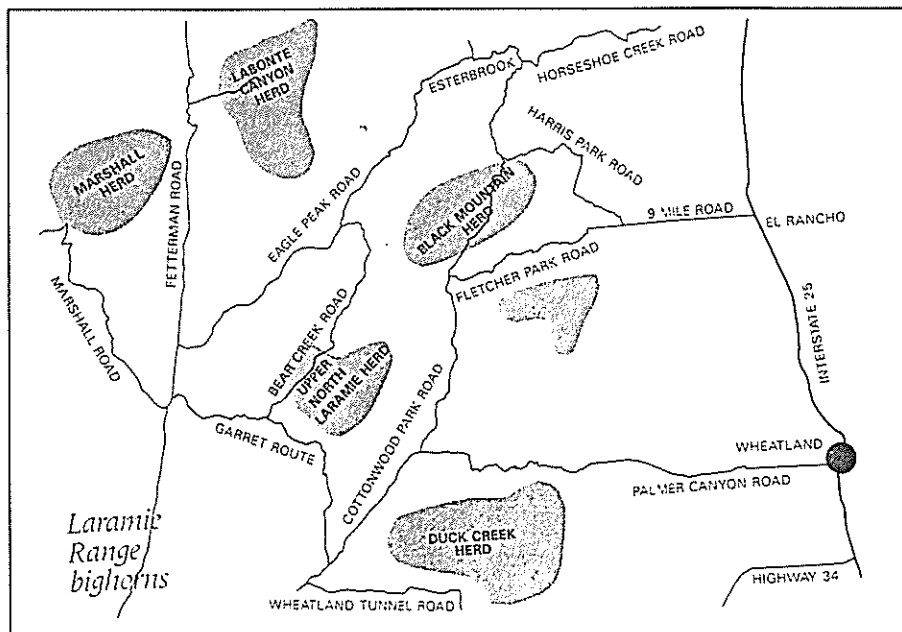 LABONTE
CANYON
HERD
ESTERBROOK
HORSESHOE CREEK ROAD
HARRIS PARK ROAD
MARSHALL
HERD
FETTERMAN ROAD
EAGLE PEAK ROAD
BLACK MOUNTAIN
HERD
9 MILE ROAD
EL RANCHO
FLETCHER PARK ROAD
MARSHALL ROAD
BEAR CREEK ROAD
INTERSTATE 25
UPPER
NORTH
LARAMIE HERD
GARRET ROUTE
COTTONWOOD PARK ROAD
WHEATLAND
PALMER CANYON ROAD
Laramie
Range
bighorns
DUCK CREEK
HERD
HIGHWAY 34
WHEATLAND TUNNEL ROAD